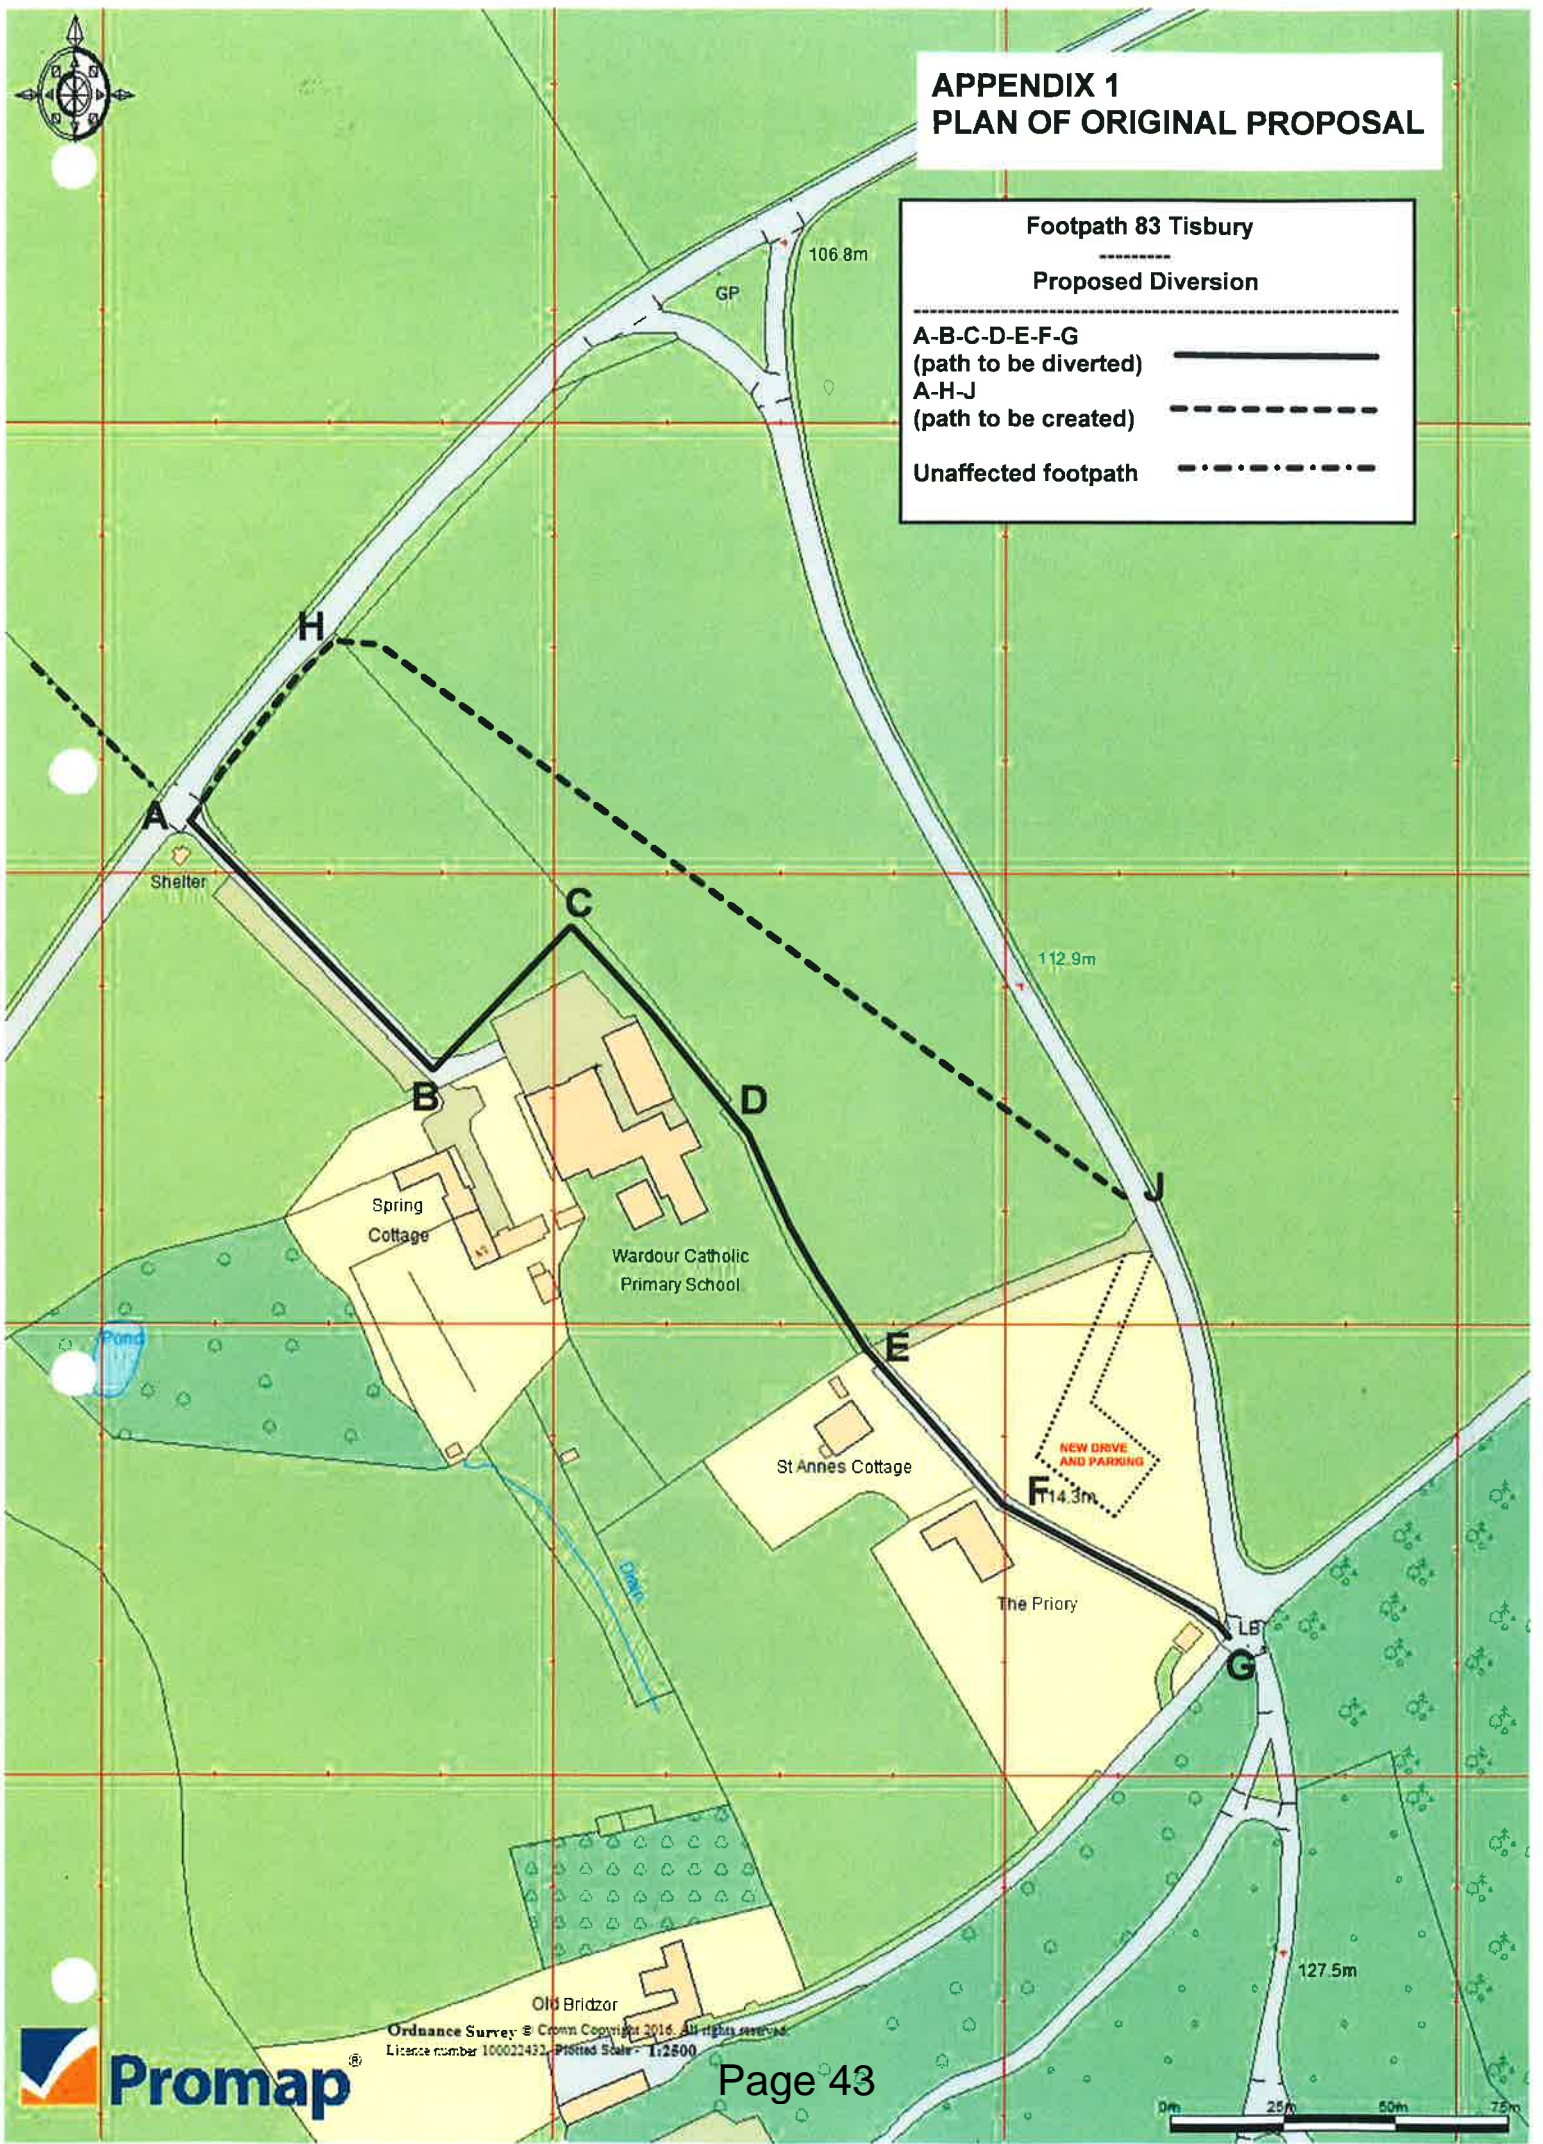 APPENDIX 1
PLAN OF ORIGINAL PROPOSAL
Footpath 83 Tisbury
---------
Proposed Diversion
A-B-C-D-E-F-G
(path to be diverted)
A-H-J
(path to be created)
Unaffected footpath
106.8m
GP
H
A
Shelter
C
112.9m
B
D
J
Spring
Cottage
Wardour Catholic
Primary School
Pond
E
NEW DRIVE
AND PARKING
St Annes Cottage
F
114.3m
Drain
The Priory
LB
G
127.5m
Old Bridzor
Ordnance Survey © Crown Copyright 2016. All rights reserved.
Licence number 100022432. Plotted Scale - 1:2500
Promap®
Page 43
0m 25m 50m 75m